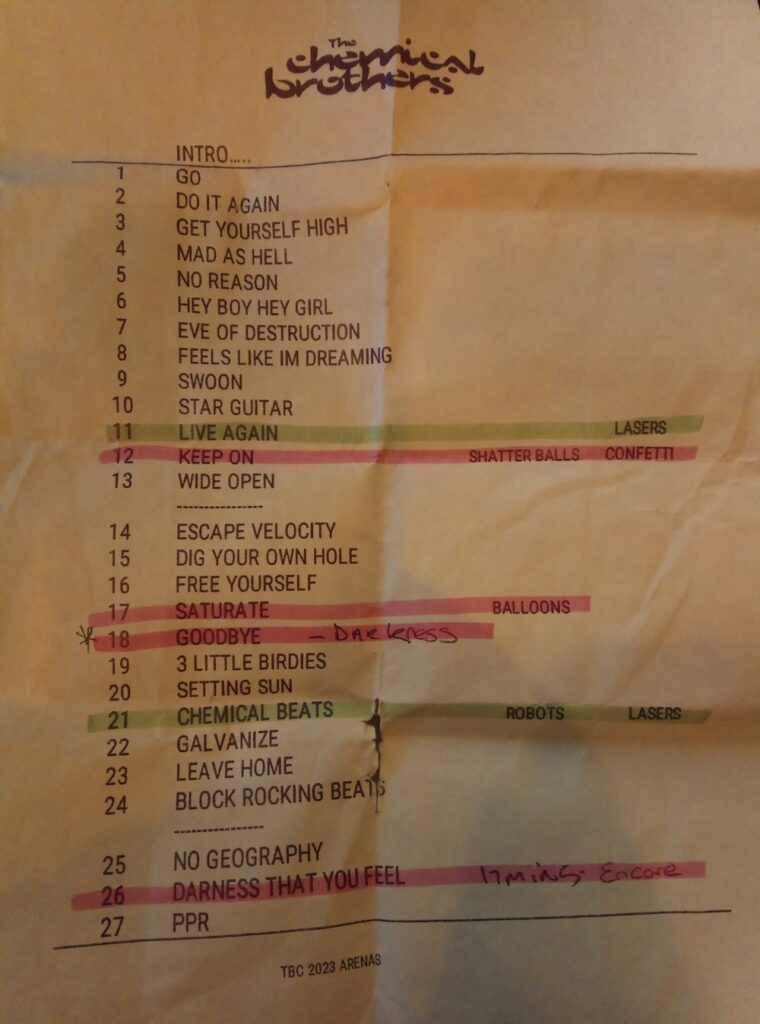 The
chemical
brothers
INTRO.....
1 GO
2 DO IT AGAIN
3 GET YOURSELF HIGH
4 MAD AS HELL
5 NO REASON
6 HEY BOY HEY GIRL
7 EVE OF DESTRUCTION
8 FEELS LIKE IM DREAMING
9 SWOON
10 STAR GUITAR
11 LIVE AGAIN LASERS
12 KEEP ON SHATTER BALLS CONFETTI
13 WIDE OPEN
----------------
14 ESCAPE VELOCITY
15 DIG YOUR OWN HOLE
16 FREE YOURSELF
17 SATURATE BALLOONS
* 18 GOODBYE - DARKNESS
19 3 LITTLE BIRDIES
20 SETTING SUN
21 CHEMICAL BEATS ROBOTS LASERS
22 GALVANIZE
23 LEAVE HOME
24 BLOCK ROCKING BEATS
----------------
25 NO GEOGRAPHY
26 DARNESS THAT YOU FEEL 17mins- Encore
27 PPR
TBC 2023 ARENAS